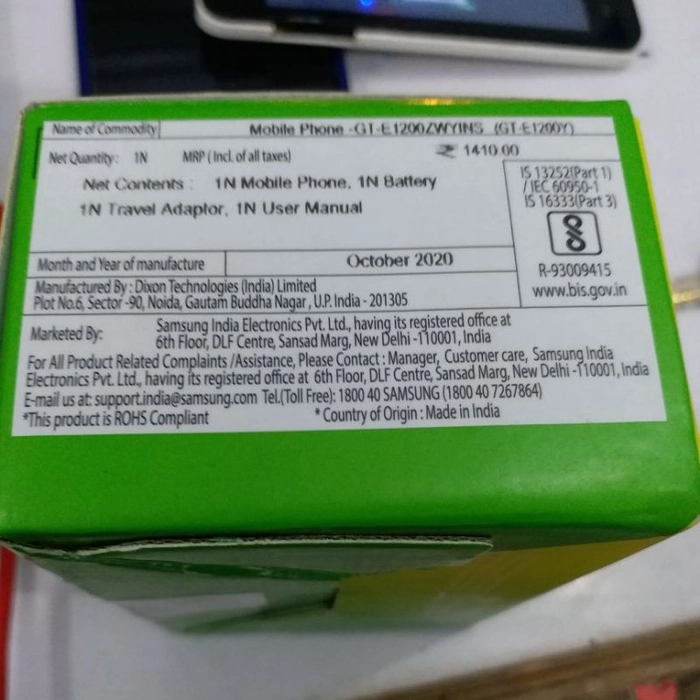 Name of Commodity Mobile Phone -GT-E1200ZWYINS (GT-E1200Y)
Net Quantity: 1N MRP (Incl. of all taxes) ₹ 1410.00
Net Contents : 1N Mobile Phone, 1N Battery
1N Travel Adaptor, 1N User Manual
IS 13252(Part 1)
/ IEC 60950-1
IS 16333(Part 3)
R-93009415
www.bis.gov.in
Month and Year of manufacture October 2020
Manufactured By : Dixon Technologies (India) Limited
Plot No.6, Sector -90, Noida, Gautam Buddha Nagar , U.P. India - 201305
Marketed By: Samsung India Electronics Pvt. Ltd., having its registered office at
6th Floor, DLF Centre, Sansad Marg, New Delhi -110001, India
For All Product Related Complaints /Assistance, Please Contact : Manager, Customer care, Samsung India
Electronics Pvt. Ltd., having its registered office at 6th Floor, DLF Centre, Sansad Marg, New Delhi -110001, India
E-mail us at: support.india@samsung.com Tel.(Toll Free): 1800 40 SAMSUNG (1800 40 7267864)
*This product is ROHS Compliant * Country of Origin : Made in India